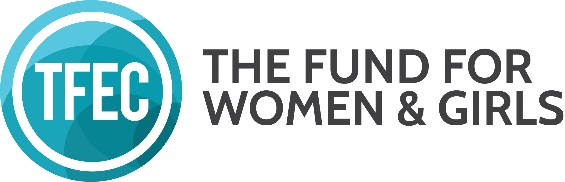 TFEC
THE FUND FOR
WOMEN & GIRLS